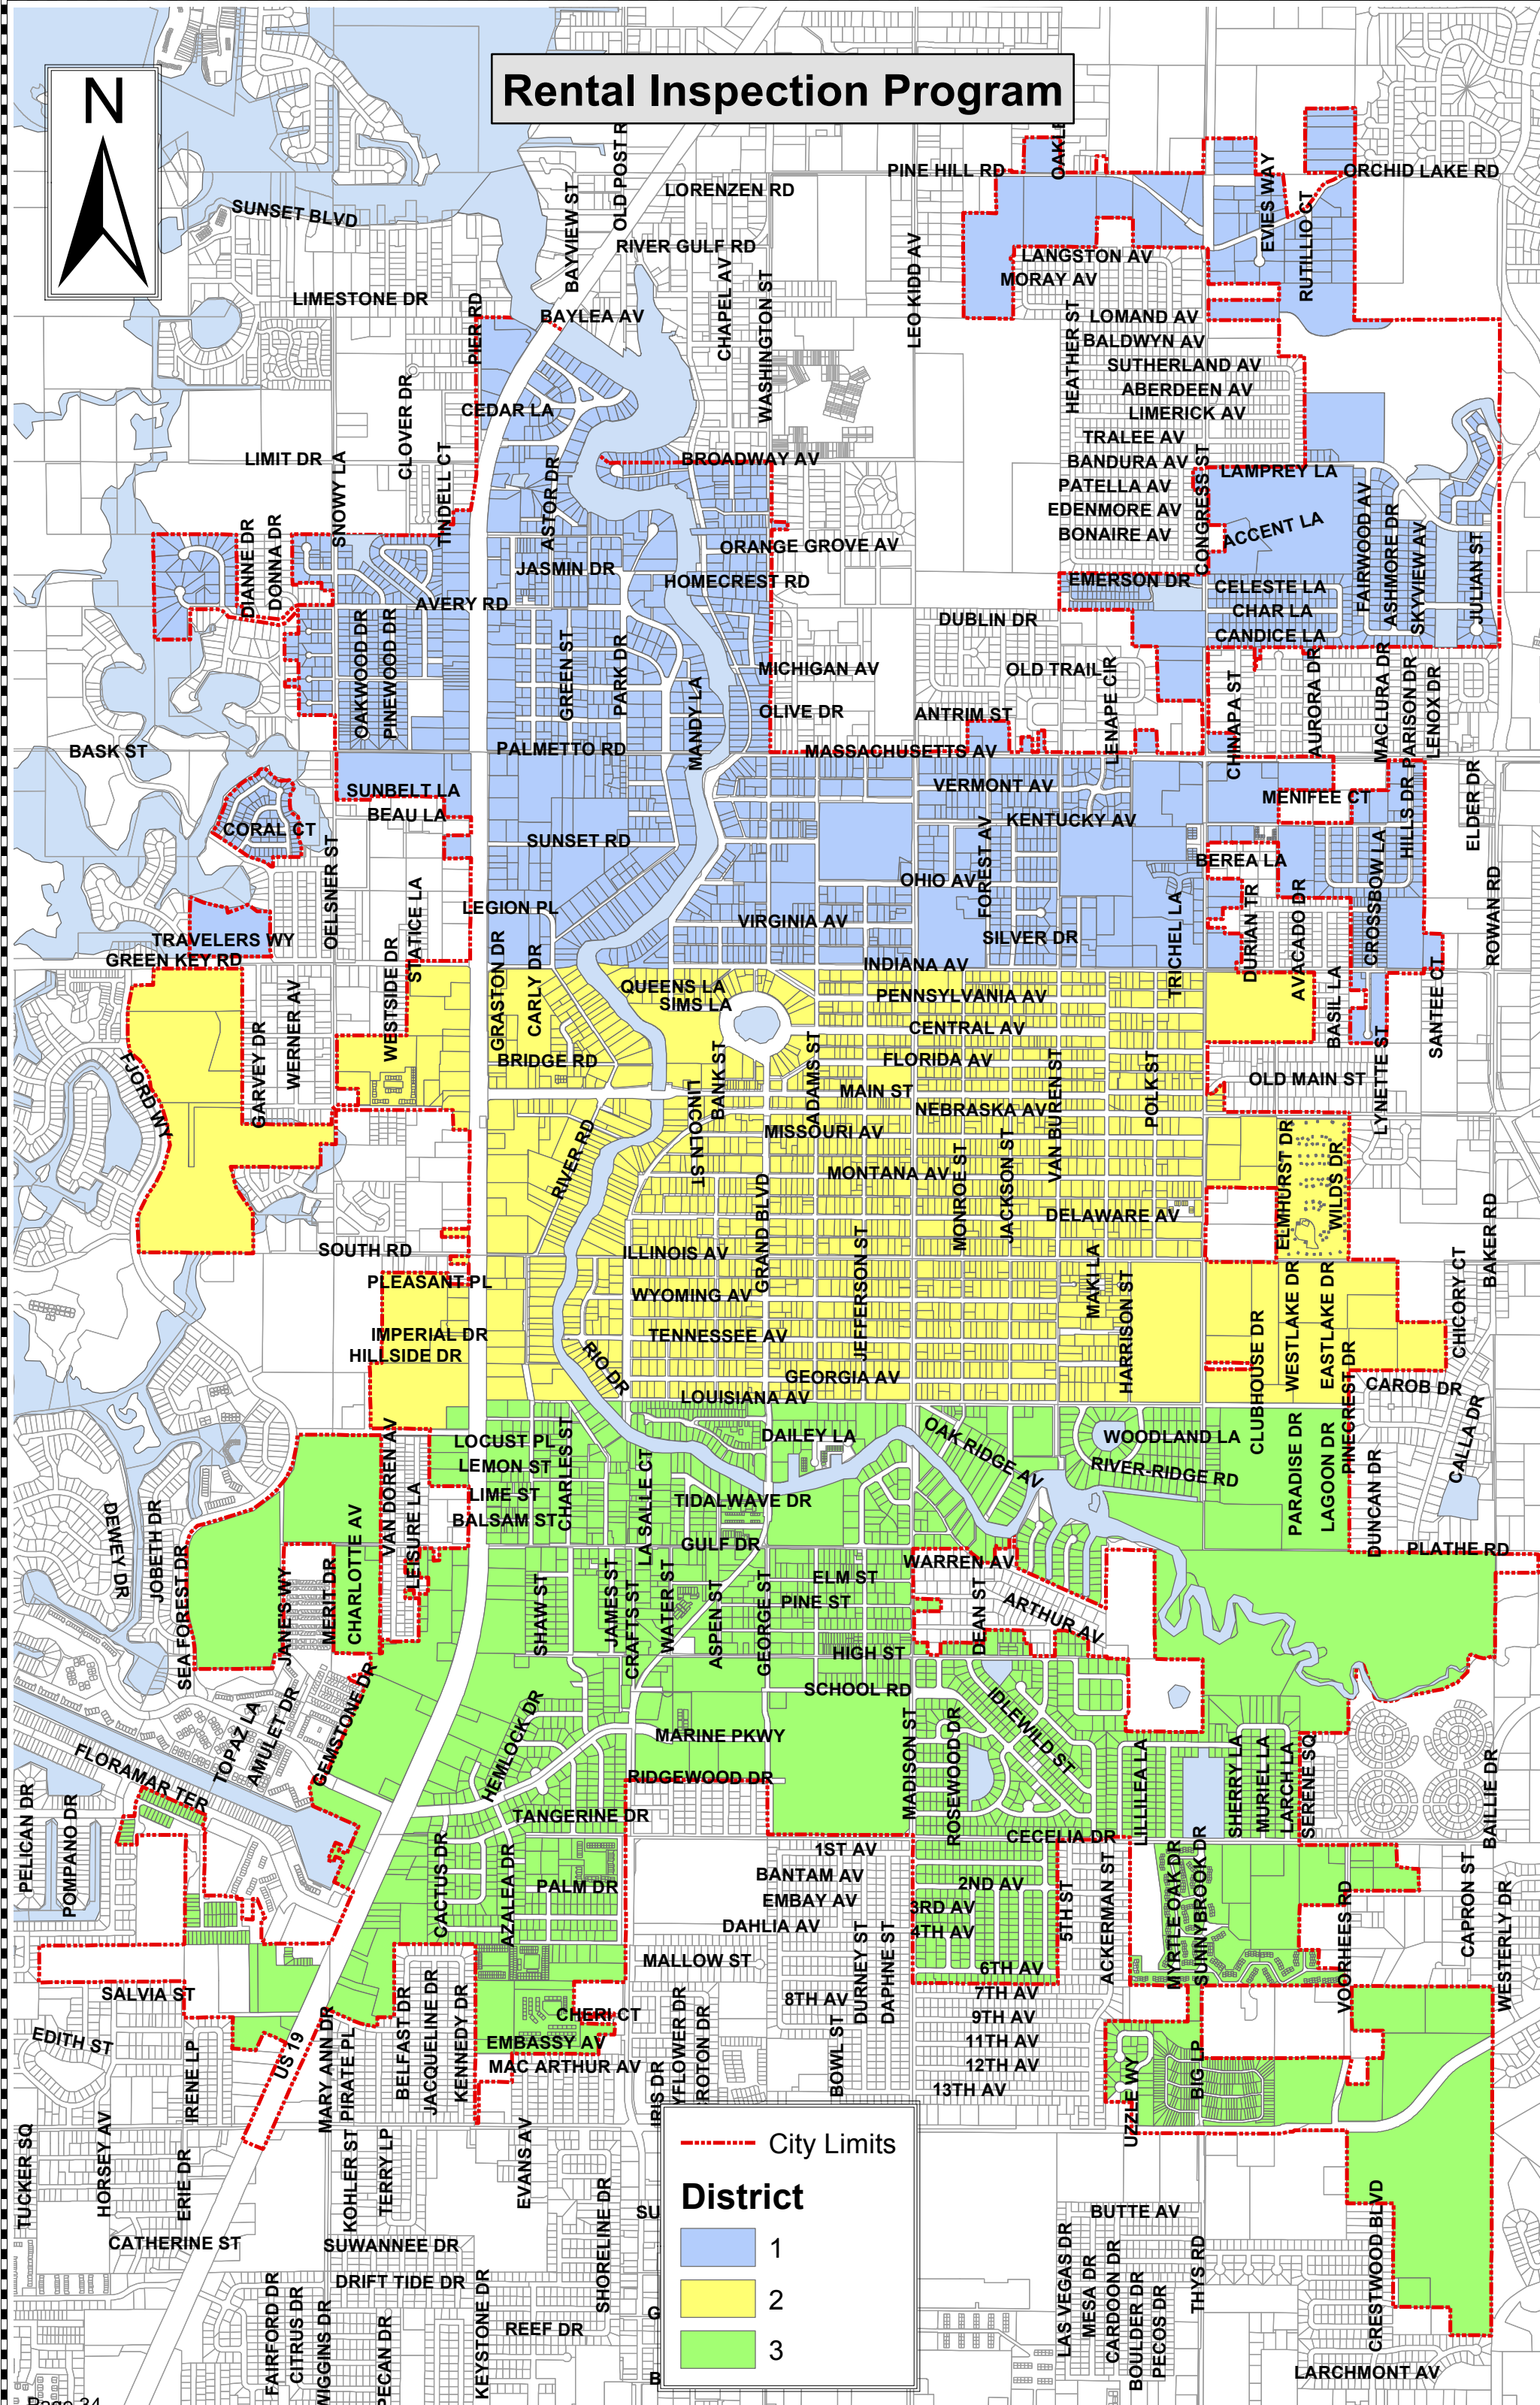 Rental Inspection Program
N
OLD POST R
OAKLE
PINE HILL RD
ORCHID LAKE RD
LORENZEN RD
BAYVIEW ST
SUNSET BLVD
EVIES WAY
RUTILLIO CT
RIVER GULF RD
LEO KIDD AV
LANGSTON AV
MORAY AV
CHAPEL AV
WASHINGTON ST
LIMESTONE DR
PIER RD
BAYLEA AV
HEATHER ST
LOMAND AV
BALDWYN AV
SUTHERLAND AV
ABERDEEN AV
LIMERICK AV
CEDAR LA
CLOVER DR
TRALEE AV
BANDURA AV
LIMIT DR
BROADWAY AV
LAMPREY LA
SNOWY LA
TINDELL CT
ASTOR DR
PATELLA AV
CONGRESS ST
EDENMORE AV
ACCENT LA
FAIRWOOD AV
ASHMORE DR
SKYVIEW AV
JULIAN ST
BONAIRE AV
ORANGE GROVE AV
DIANNE DR
DONNA DR
JASMIN DR
HOMECREST RD
EMERSON DR
CELESTE LA
AVERY RD
CHAR LA
DUBLIN DR
CANDICE LA
OAKWOOD DR
PINEWOOD DR
GREEN ST
PARK DR
MICHIGAN AV
OLD TRAIL
LENAPE CIR
CHINAPA ST
AURORA DR
MACLURA DR
PARISON DR
LENOX DR
MANDY LA
OLIVE DR
ANTRIM ST
BASK ST
PALMETTO RD
MASSACHUSETTS AV
SUNBELT LA
VERMONT AV
MENIFEE CT
BEAU LA
KENTUCKY AV
HILLS DR
ELDER DR
CORAL CT
SUNSET RD
BEREA LA
OELSNER ST
OHIO AV
FOREST AV
CROSSBOW LA
STATICE LA
LEGION PL
VIRGINIA AV
TRICHEL LA
DURIAN TR
AVACADO DR
ROWAN RD
TRAVELERS WY
SILVER DR
GREEN KEY RD
INDIANA AV
WESTSIDE DR
GRASTON DR
CARLY DR
QUEENS LA
SIMS LA
PENNSYLVANIA AV
BASIL LA
SANTEE CT
WERNER AV
CENTRAL AV
BRIDGE RD
FLORIDA AV
GARVEY DR
FJORD WY
BANK ST
ADAMS ST
MAIN ST
OLD MAIN ST
LINCOLN ST
NEBRASKA AV
VAN BUREN ST
POLK ST
LYNETTE ST
MISSOURI AV
RIVER RD
MONTANA AV
MONROE ST
JACKSON ST
ELMHURST DR
WILDS DR
GRAND BLVD
DELAWARE AV
SOUTH RD
ILLINOIS AV
BAKER RD
PLEASANT PL
WYOMING AV
JEFFERSON ST
MAKI LA
HARRISON ST
WESTLAKE DR
EASTLAKE DR
CHICORY CT
IMPERIAL DR
TENNESSEE AV
CLUBHOUSE DR
HILLSIDE DR
RIO DR
GEORGIA AV
PINECREST DR
CAROB DR
LOUISIANA AV
VAN DOREN AV
LOCUST PL
CHARLES ST
DAILEY LA
OAK RIDGE AV
WOODLAND LA
PARADISE DR
LAGOON DR
CALLA DR
LEMON ST
RIVER-RIDGE RD
LIME ST
LA SALLE CT
TIDALWAVE DR
DUNCAN DR
BALSAM ST
DEWEY DR
JOBETH DR
SEA FOREST DR
CHARLOTTE AV
LEISURE LA
GULF DR
PLATHE RD
WARREN AV
JANE'S WY
MERIT DR
SHAW ST
JAMES ST
CRAFTS ST
WATER ST
ASPEN ST
GEORGE ST
ELM ST
PINE ST
DEAN ST
ARTHUR AV
HIGH ST
SCHOOL RD
TOPAZ LA
AMULET DR
GEMSTONE DR
HEMLOCK DR
MARINE PKWY
MADISON ST
ROSEWOOD DR
IDLEWILD ST
LILLILEA LA
SHERRY LA
MURIEL LA
LARCH LA
SERENE SQ
BAILLIE DR
FLORAMAR TER
RIDGEWOOD DR
PELICAN DR
POMPANO DR
TANGERINE DR
CECELIA DR
CACTUS DR
AZALEA DR
1ST AV
BANTAM AV
2ND AV
PALM DR
EMBAY AV
3RD AV
5TH ST
ACKERMAN ST
MYRTLE OAK DR
SUNNYBROOK DR
VOORHEES RD
CAPRON ST
WESTERLY DR
DAHLIA AV
4TH AV
DURNEY ST
DAPHNE ST
MALLOW ST
6TH AV
SALVIA ST
7TH AV
8TH AV
EDITH ST
US 19
MARY ANN DR
PIRATE PL
BELFAST DR
JACQUELINE DR
KENNEDY DR
CHERI CT
YFLOWER DR
CROTON DR
9TH AV
EMBASSY AV
11TH AV
IRENE LP
MAC ARTHUR AV
BOWL ST
12TH AV
IRIS DR
13TH AV
UZZLE WY
BIG LP
TUCKER SQ
HORSEY AV
ERIE DR
KOHLER ST
TERRY LP
EVANS AV
SHORELINE DR
City Limits
District
SU
1
2
3
G
B
BUTTE AV
CATHERINE ST
SUWANNEE DR
LAS VEGAS DR
MESA DR
CARDOON DR
BOULDER DR
PECOS DR
THYS RD
CRESTWOOD BLVD
DRIFT TIDE DR
FAIRFORD DR
CITRUS DR
WIGGINS DR
PECAN DR
KEYSTONE DR
REEF DR
LARCHMONT AV
Page 34